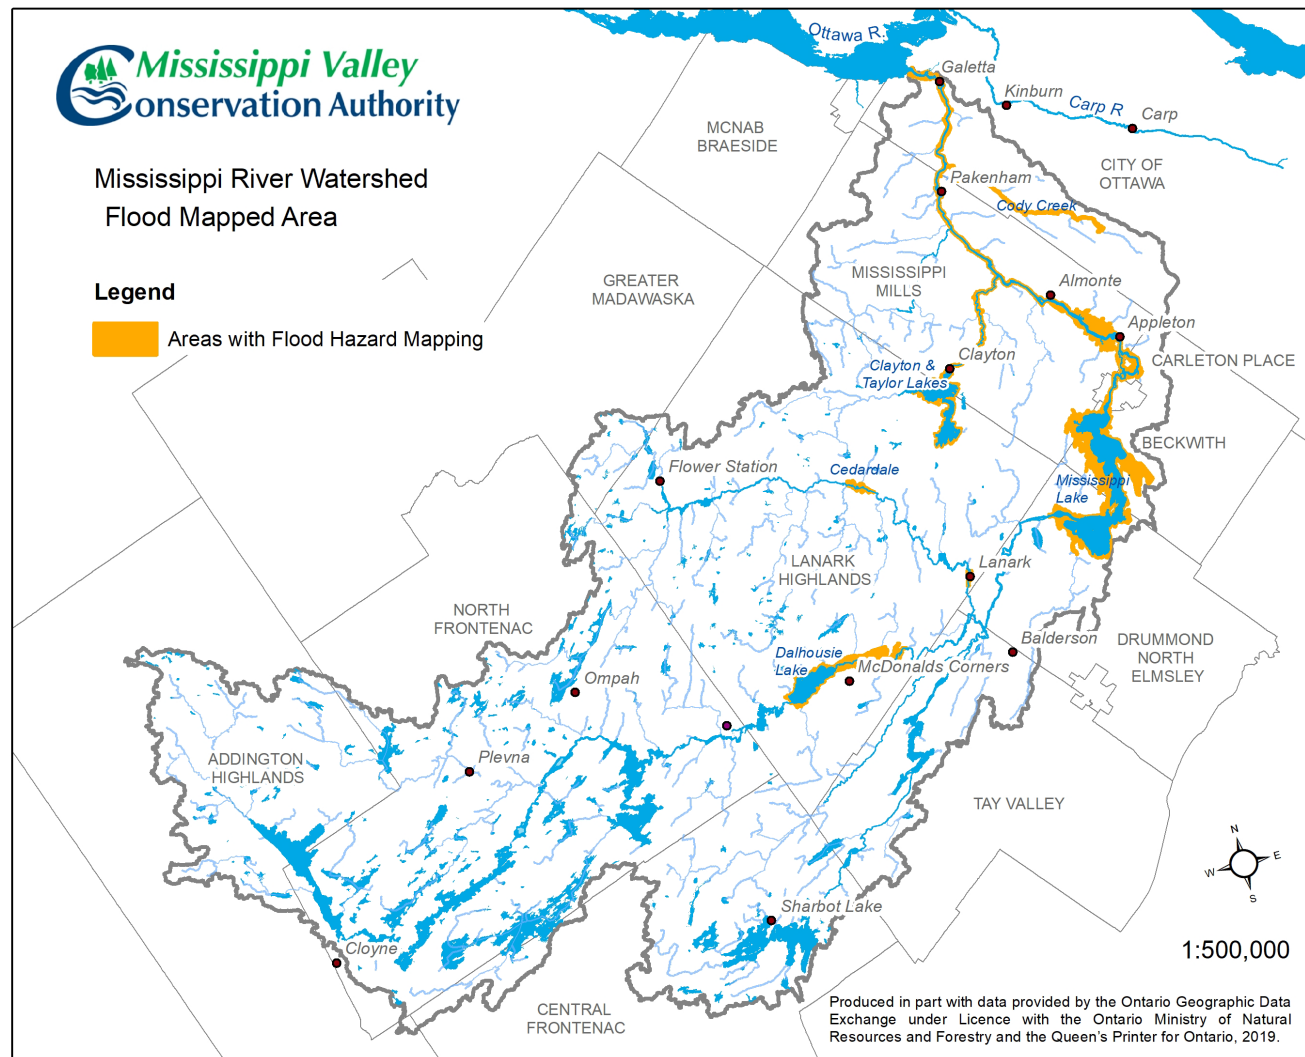 Mississippi Valley
Conservation Authority
Mississippi River Watershed
Flood Mapped Area
Legend
Areas with Flood Hazard Mapping
Ottawa R.
Galetta
Kinburn
Carp R
Carp
MCNAB
BRAESIDE
CITY OF
OTTAWA
Pakenham
Cody Creek
GREATER
MADAWASKA
MISSISSIPPI
MILLS
Almonte
Appleton
Clayton
CARLETON PLACE
Clayton &
Taylor Lakes
BECKWITH
Flower Station
Cedardale
Mississippi
Lake
LANARK
HIGHLANDS
Lanark
NORTH
FRONTENAC
Balderson
DRUMMOND
NORTH
ELMSLEY
Dalhousie
Lake
McDonalds Corners
Ompah
ADDINGTON
HIGHLANDS
Plevna
TAY VALLEY
N
W
E
S
Sharbot Lake
Cloyne
1:500,000
CENTRAL
FRONTENAC
Produced in part with data provided by the Ontario Geographic Data
Exchange under Licence with the Ontario Ministry of Natural
Resources and Forestry and the Queen's Printer for Ontario, 2019.